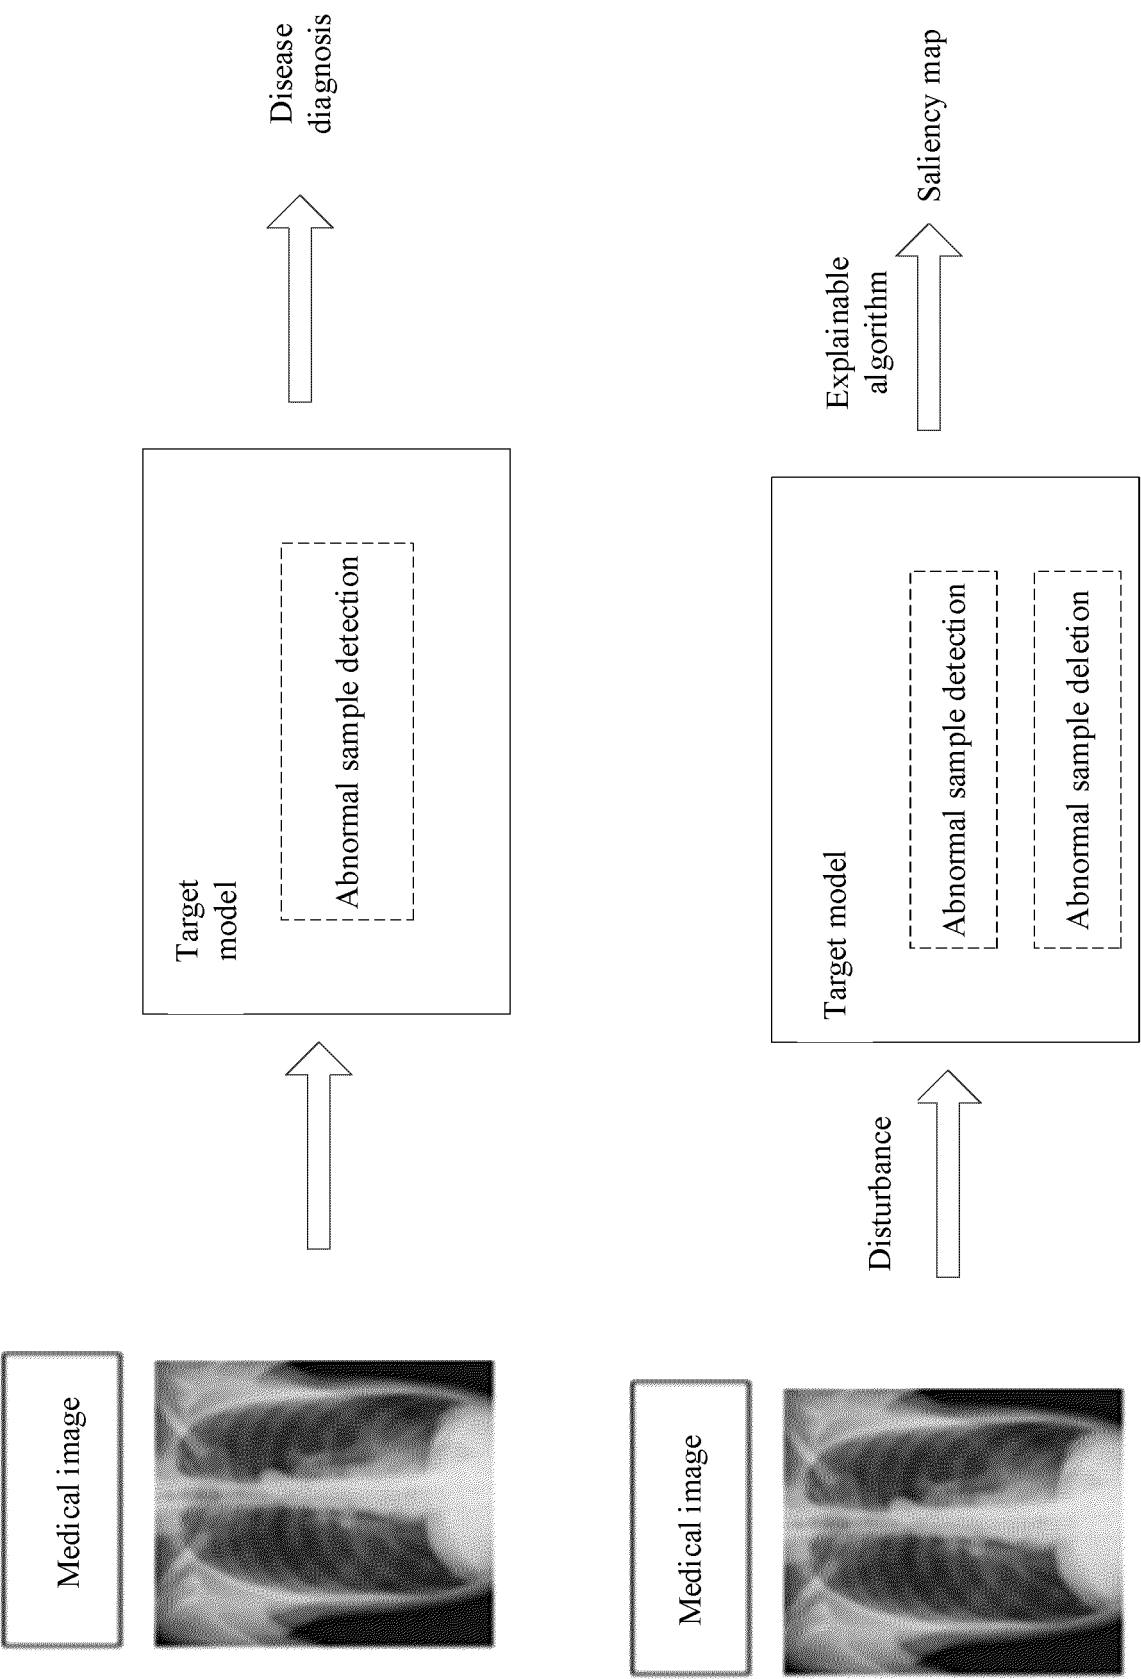 Medical image
Target
model
Abnormal sample detection
Disease
diagnosis
Medical image
Disturbance
Target model
Abnormal sample detection
Abnormal sample deletion
Explainable
algorithm
Saliency map